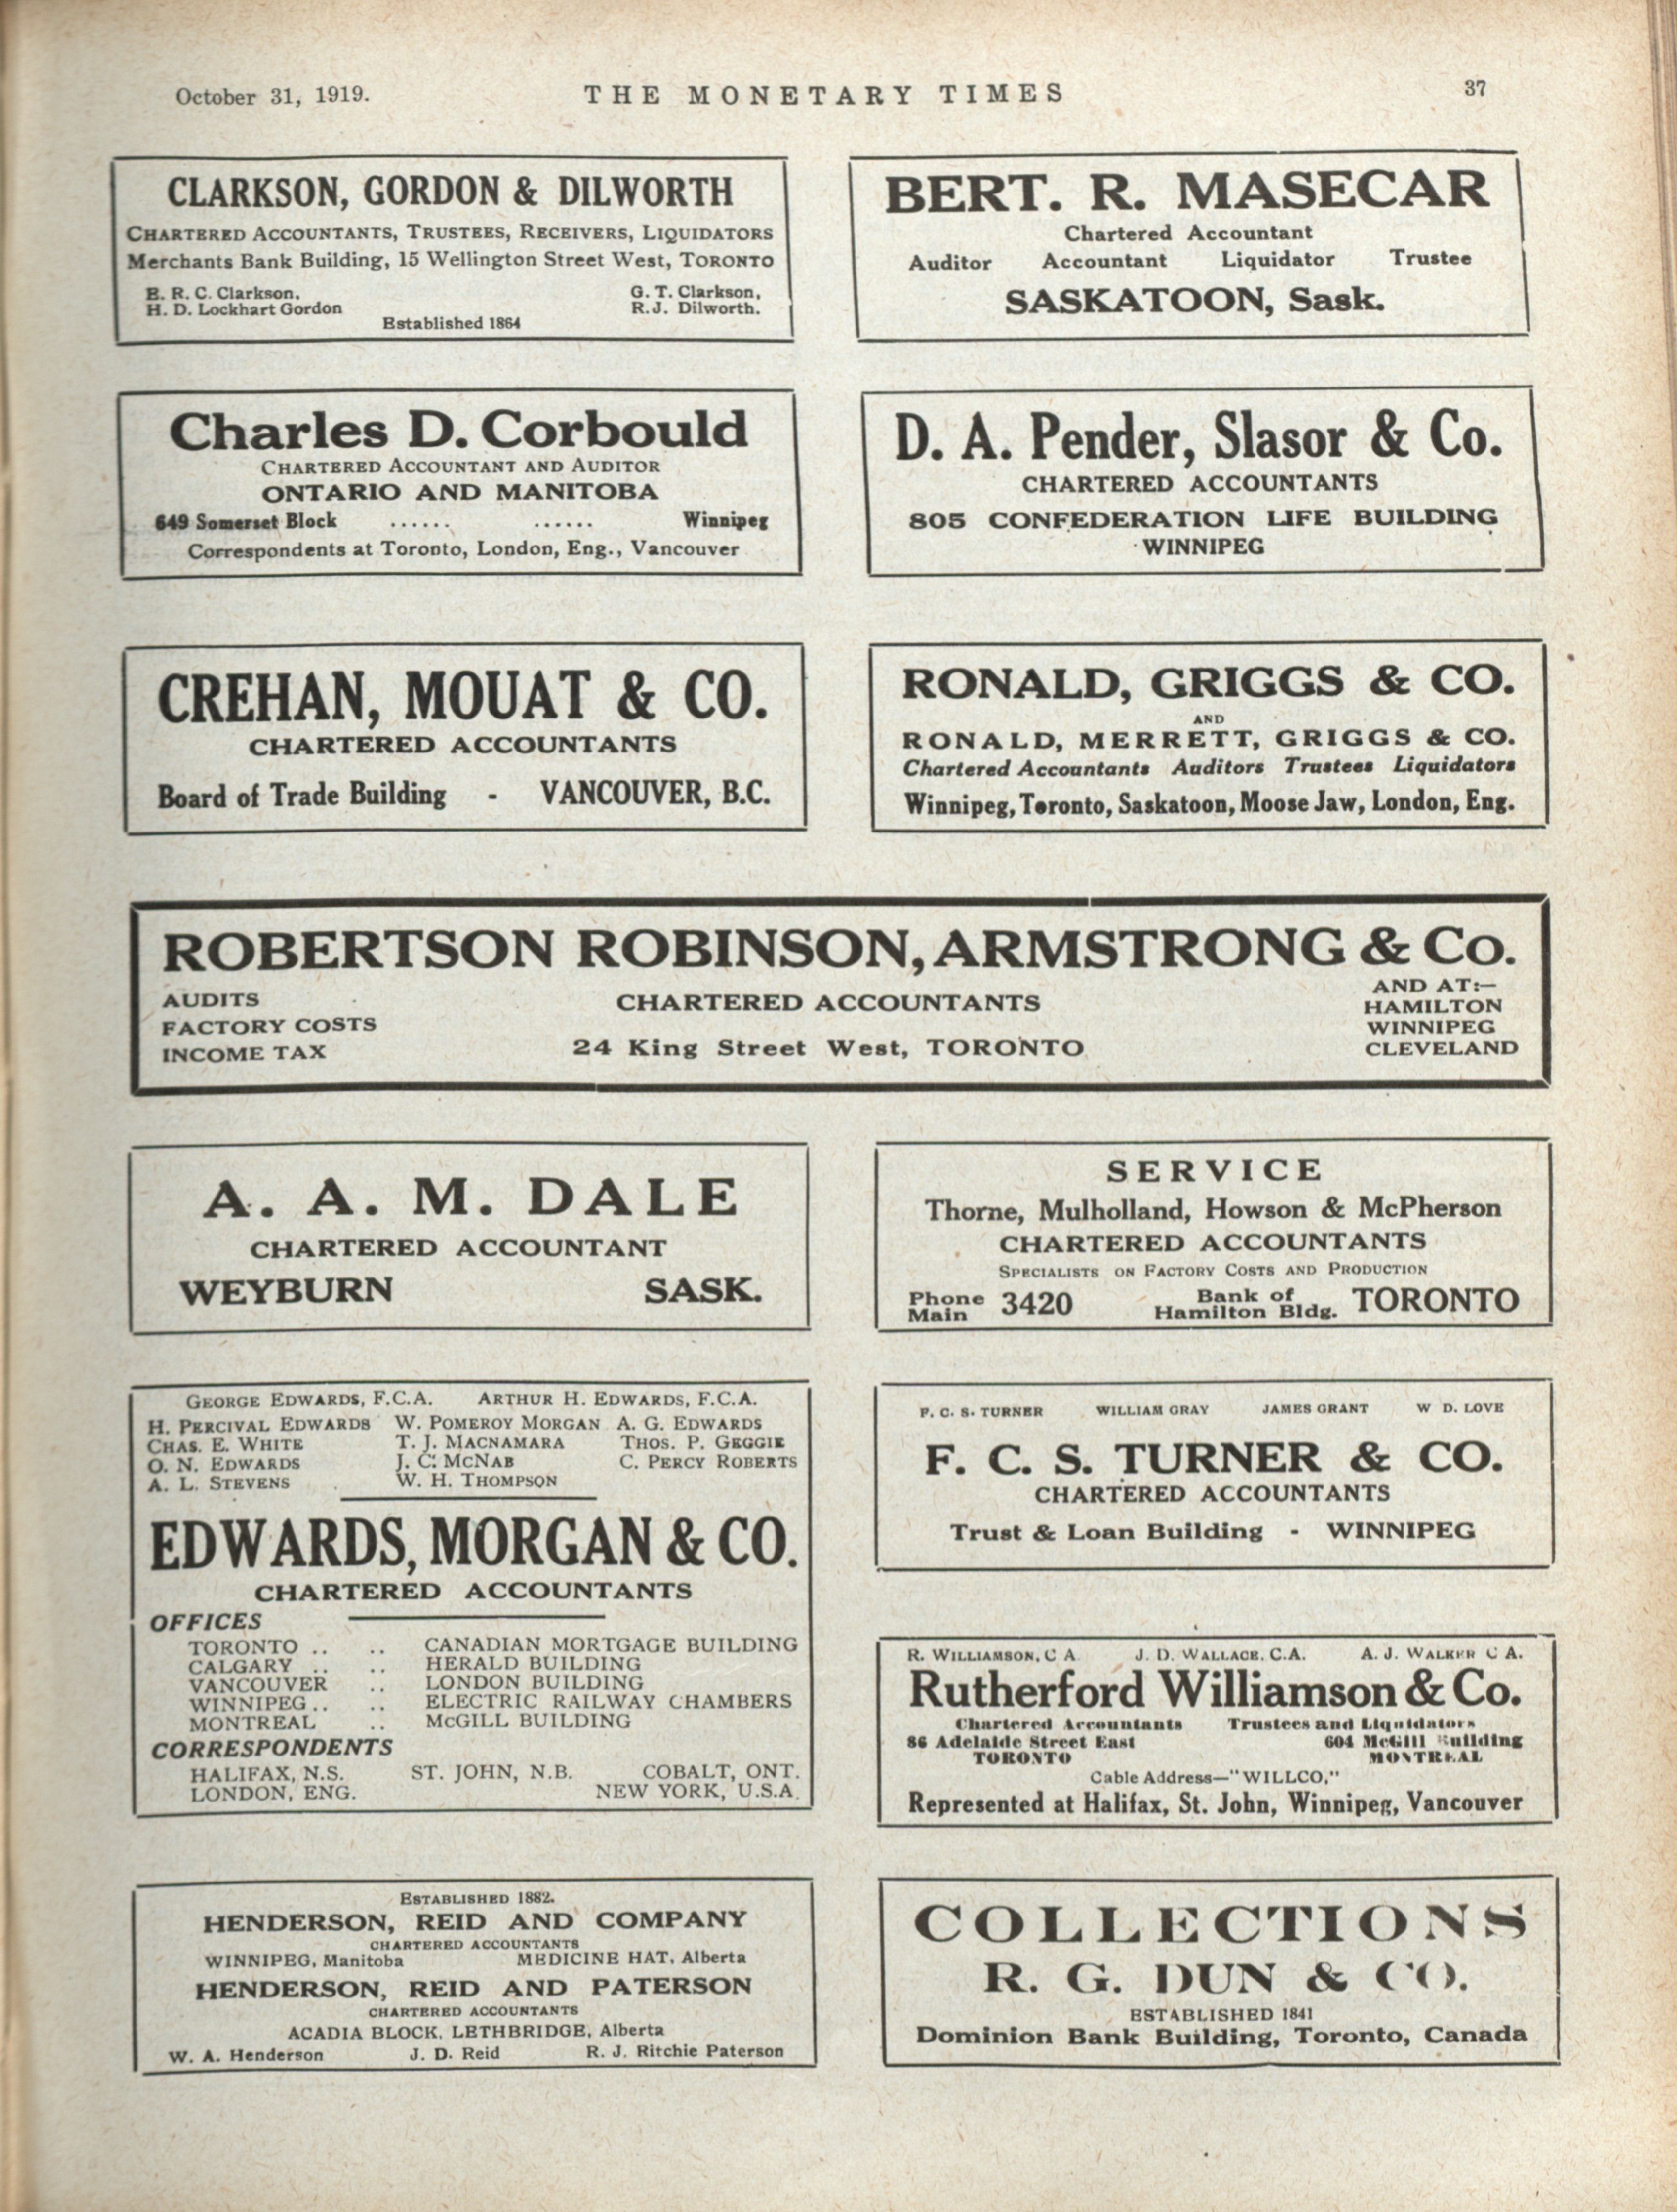 October 31, 1919.
THE MONETARY TIMES
37
CLARKSON, GORDON & DILWORTH
CHARTERED ACCOUNTANTS, TRUSTEES, RECEIVERS, LIQUIDATORS
Merchants Bank Building, 15 Wellington Street West, TORONTO
E. R. C. Clarkson. G. T. Clarkson,
H. D. Lockhart Gordon R. J. Dilworth.
Established 1864
BERT. R. MASECAR
Chartered Accountant
Auditor Accountant Liquidator Trustee
SASKATOON, Sask.
Charles D. Corbould
CHARTERED ACCOUNTANT AND AUDITOR
ONTARIO AND MANITOBA
649 Somerset Block ...... ...... Winnipeg
Correspondents at Toronto, London, Eng., Vancouver
D. A. Pender, Slasor & Co.
CHARTERED ACCOUNTANTS
805 CONFEDERATION LIFE BUILDING
WINNIPEG
CREHAN, MOUAT & CO.
CHARTERED ACCOUNTANTS
Board of Trade Building - VANCOUVER, B.C.
RONALD, GRIGGS & CO.
AND
RONALD, MERRETT, GRIGGS & CO.
Chartered Accountants Auditors Trustees Liquidators
Winnipeg, Toronto, Saskatoon, Moose Jaw, London, Eng.
ROBERTSON ROBINSON, ARMSTRONG & Co.
AUDITS
FACTORY COSTS
INCOME TAX
CHARTERED ACCOUNTANTS
24 King Street West, TORONTO
AND AT:—
HAMILTON
WINNIPEG
CLEVELAND
A. A. M. DALE
CHARTERED ACCOUNTANT
WEYBURN SASK.
SERVICE
Thorne, Mulholland, Howson & McPherson
CHARTERED ACCOUNTANTS
SPECIALISTS ON FACTORY COSTS AND PRODUCTION
Phone Main 3420 Bank of Hamilton Bldg. TORONTO
GEORGE EDWARDS, F.C.A. ARTHUR H. EDWARDS, F.C.A.
H. PERCIVAL EDWARDS W. POMEROY MORGAN A. G. EDWARDS
CHAS. E. WHITE T. J. MACNAMARA THOS. P. GEGGIE
O. N. EDWARDS J. C. MCNAB C. PERCY ROBERTS
A. L. STEVENS W. H. THOMPSON
EDWARDS, MORGAN & CO.
CHARTERED ACCOUNTANTS
OFFICES
TORONTO .. .. CANADIAN MORTGAGE BUILDING
CALGARY .. .. HERALD BUILDING
VANCOUVER .. LONDON BUILDING
WINNIPEG .. .. ELECTRIC RAILWAY CHAMBERS
MONTREAL .. McGILL BUILDING
CORRESPONDENTS
HALIFAX, N.S. ST. JOHN, N.B. COBALT, ONT.
LONDON, ENG. NEW YORK, U.S.A.
F. C. S. TURNER WILLIAM GRAY JAMES GRANT W D. LOVE
F. C. S. TURNER & CO.
CHARTERED ACCOUNTANTS
Trust & Loan Building - WINNIPEG
R. WILLIAMSON, C A. J. D. WALLACE, C.A. A. J. WALKER C A.
Rutherford Williamson & Co.
Chartered Accountants Trustees and Liquidators
86 Adelaide Street East 604 McGill Building
TORONTO MONTREAL
Cable Address—"WILLCO."
Represented at Halifax, St. John, Winnipeg, Vancouver
ESTABLISHED 1882.
HENDERSON, REID AND COMPANY
CHARTERED ACCOUNTANTS
WINNIPEG, Manitoba MEDICINE HAT, Alberta
HENDERSON, REID AND PATERSON
CHARTERED ACCOUNTANTS
ACADIA BLOCK, LETHBRIDGE, Alberta
W. A. Henderson J. D. Reid R. J. Ritchie Paterson
COLLECTIONS
R. G. DUN & CO.
ESTABLISHED 1841
Dominion Bank Building, Toronto, Canada